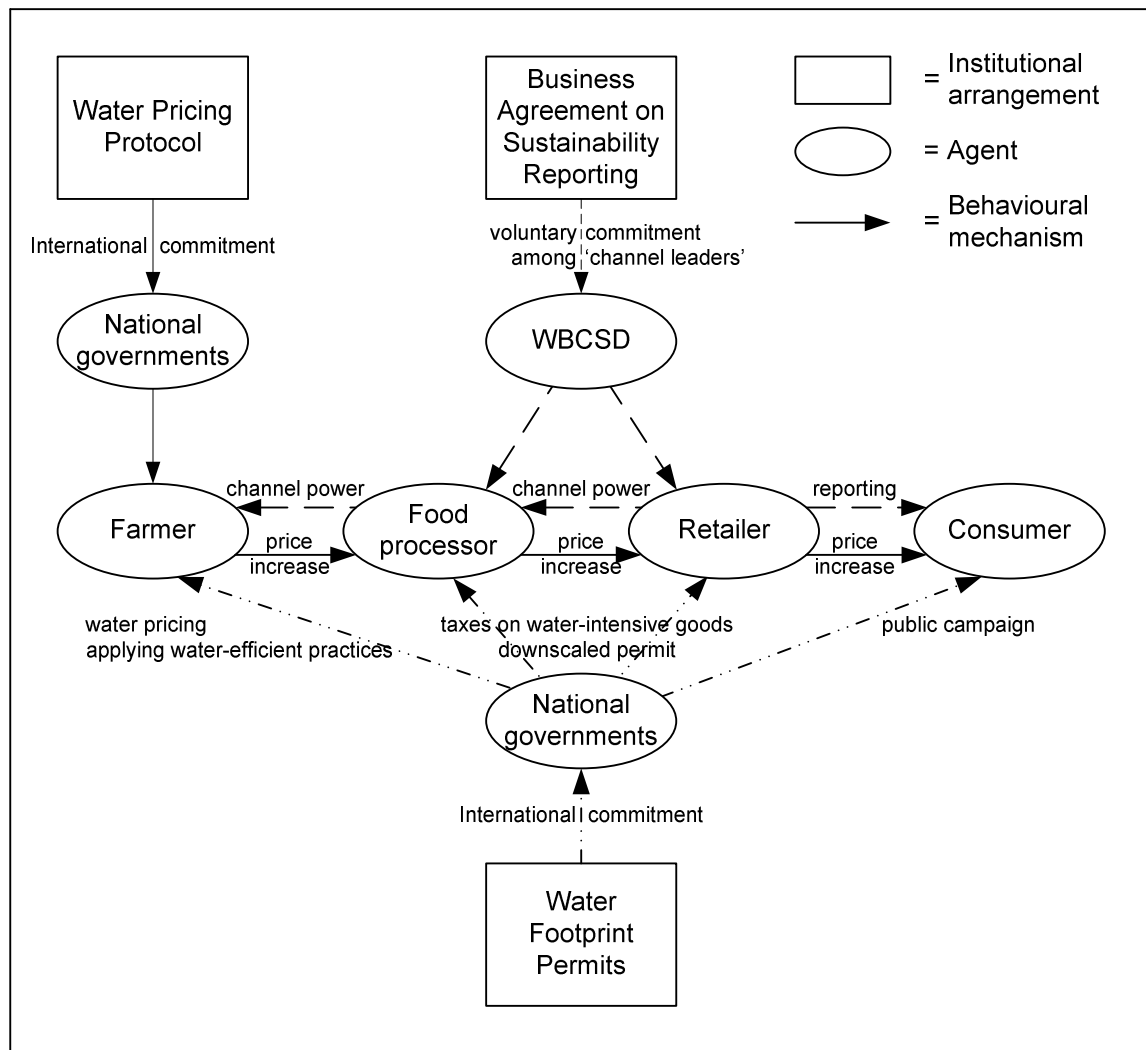 Water Pricing
Protocol
Business
Agreement on
Sustainability
Reporting
= Institutional
arrangement
= Agent
= Behavioural
mechanism
International commitment
voluntary commitment
among 'channel leaders'
National
governments
WBCSD
channel power
channel power
reporting
Farmer
Food
processor
Retailer
Consumer
price
increase
price
increase
price
increase
water pricing
applying water-efficient practices
taxes on water-intensive goods
downscaled permit
public campaign
National
governments
International commitment
Water
Footprint
Permits